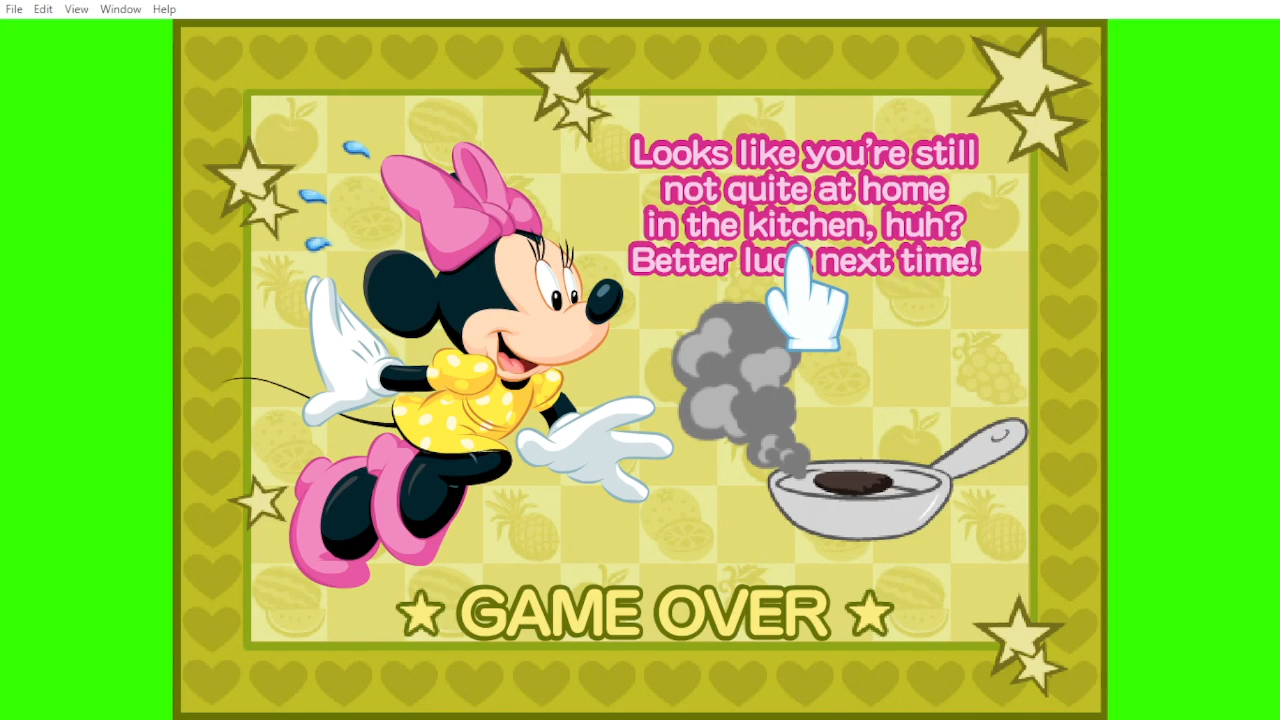 File Edit View Window Help
Looks like you're still
not quite at home
in the kitchen, huh?
Better luck next time!
GAME OVER